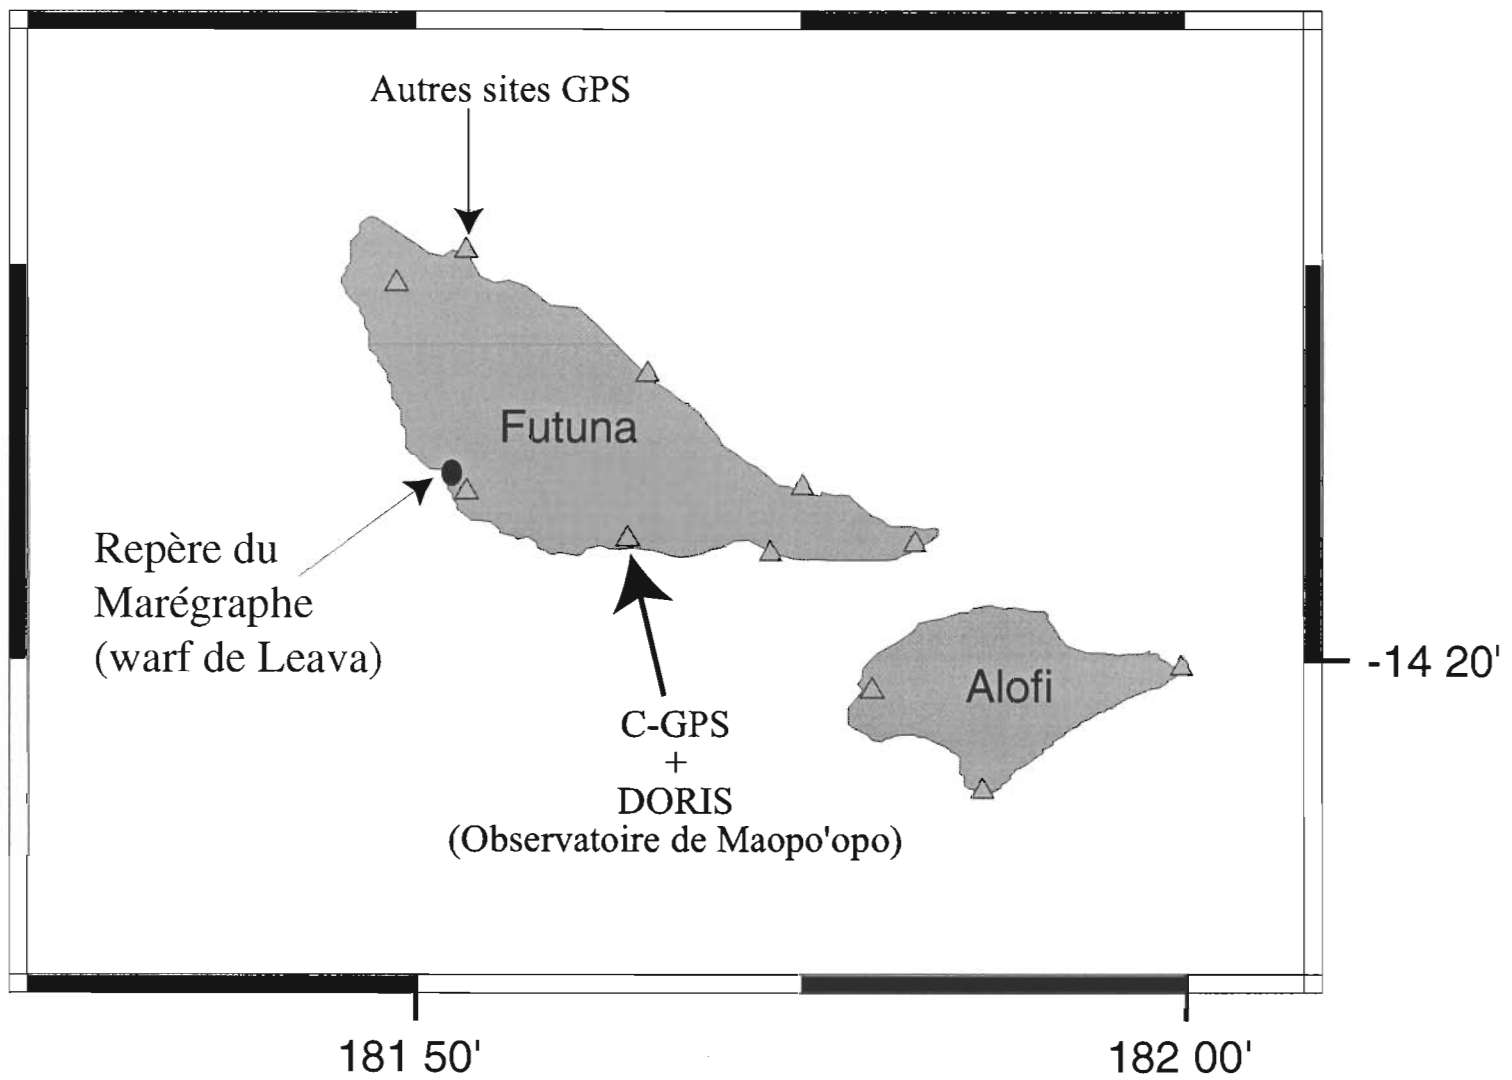 Autres sites GPS
Futuna
Repère du
Marégraphe
(warf de Leava)
-14 20'
Alofi
C-GPS
+
DORIS
(Observatoire de Maopo'opo)
181 50'
182 00'